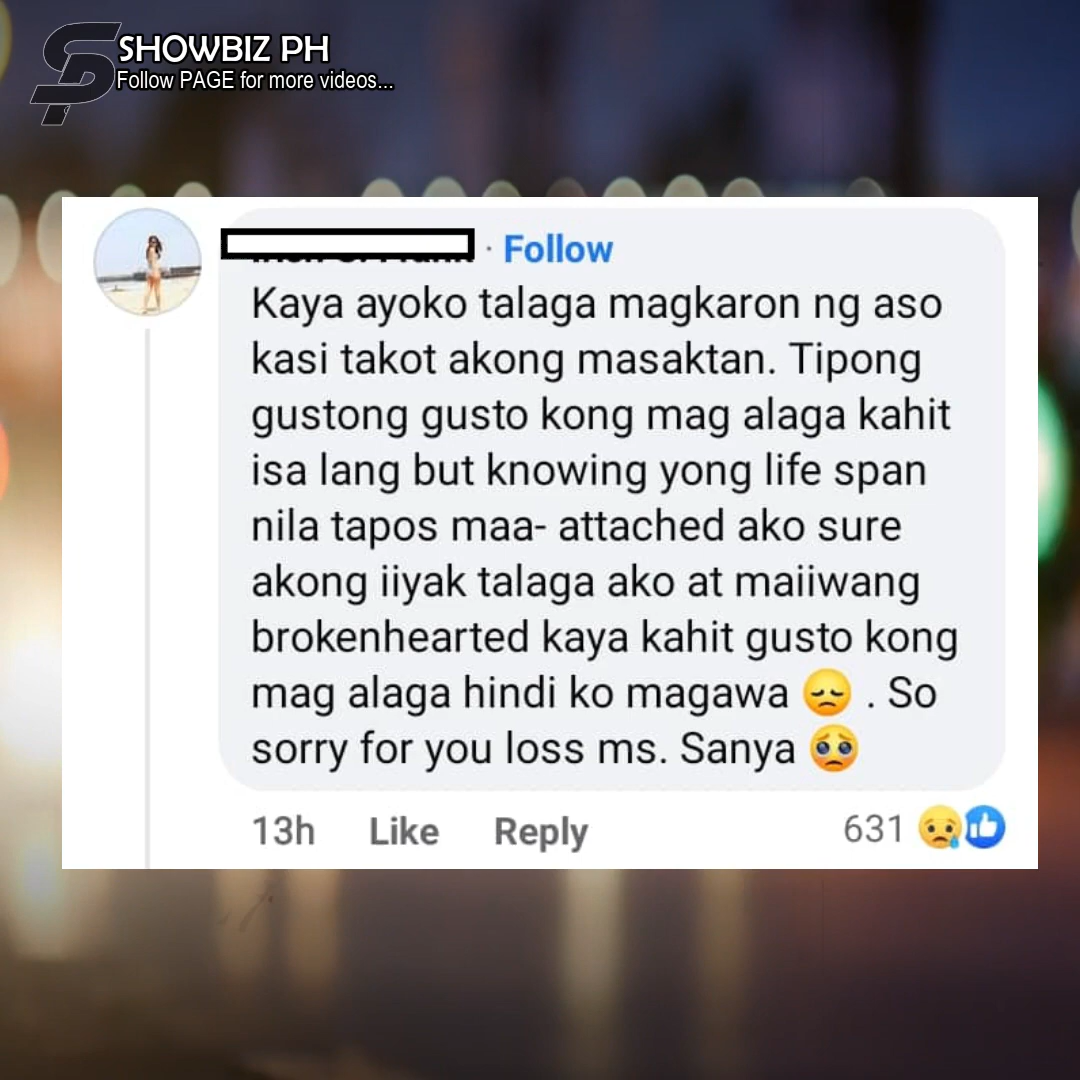 SHOWBIZ PH
Follow PAGE for more videos...
· Follow
Kaya ayoko talaga magkaron ng aso
kasi takot akong masaktan. Tipong
gustong gusto kong mag alaga kahit
isa lang but knowing yong life span
nila tapos maa- attached ako sure
akong iiyak talaga ako at maiiwang
brokenhearted kaya kahit gusto kong
mag alaga hindi ko magawa 😞 . So
sorry for you loss ms. Sanya 🥺
13h Like Reply 631